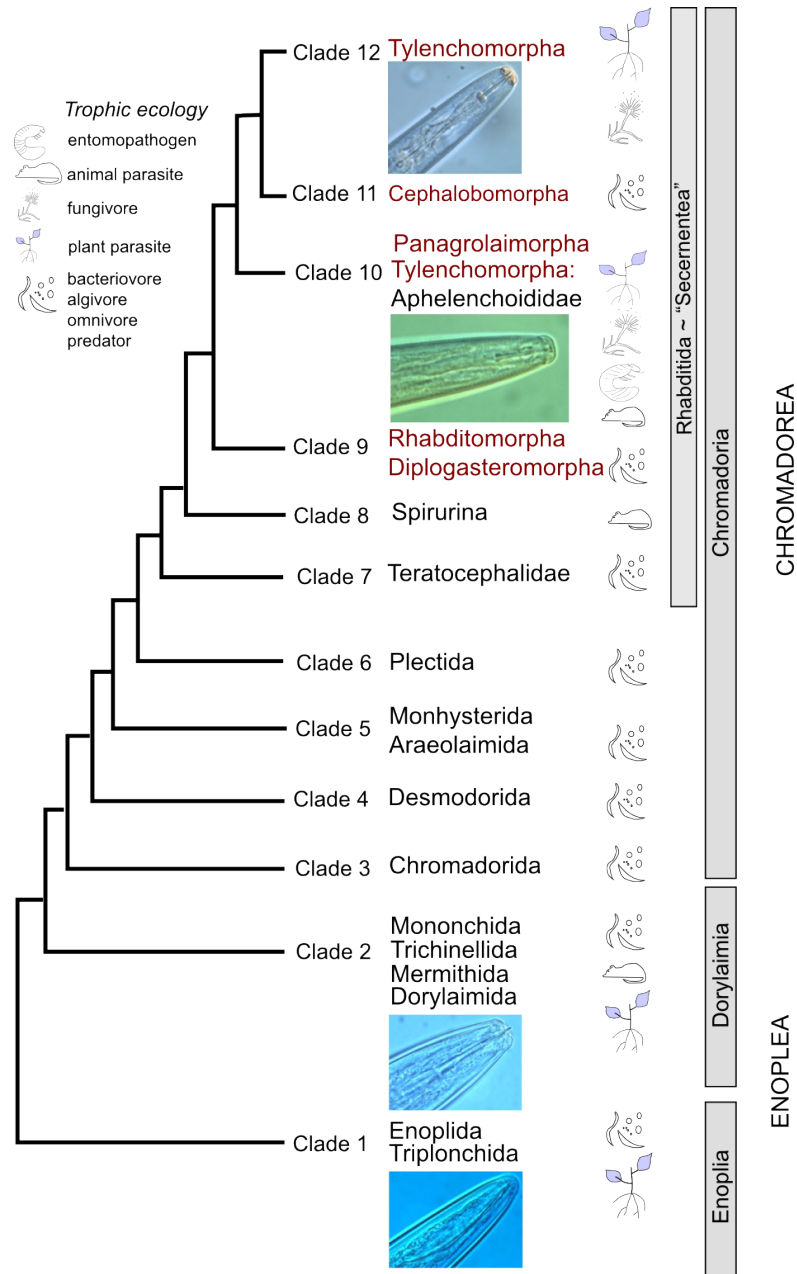 Trophic ecology
entomopathogen
animal parasite
fungivore
plant parasite
bacteriovore
algivore
omnivore
predator
Clade 12 Tylenchomorpha
Clade 11 Cephalobomorpha
Panagrolaimorpha
Clade 10 Tylenchomorpha:
Aphelenchoididae
Clade 9 Rhabditomorpha
Diplogasteromorpha
Clade 8 Spirurina
Clade 7 Teratocephalidae
Clade 6 Plectida
Clade 5 Monhysterida
Araeolaimida
Clade 4 Desmodorida
Clade 3 Chromadorida
Clade 2 Mononchida
Trichinellida
Mermithida
Dorylaimida
Clade 1 Enoplida
Triplonchida
Rhabditida ~ “Secernentea”
Chromadoria
Dorylaimia
Enoplia
CHROMADOREA
ENOPLEA